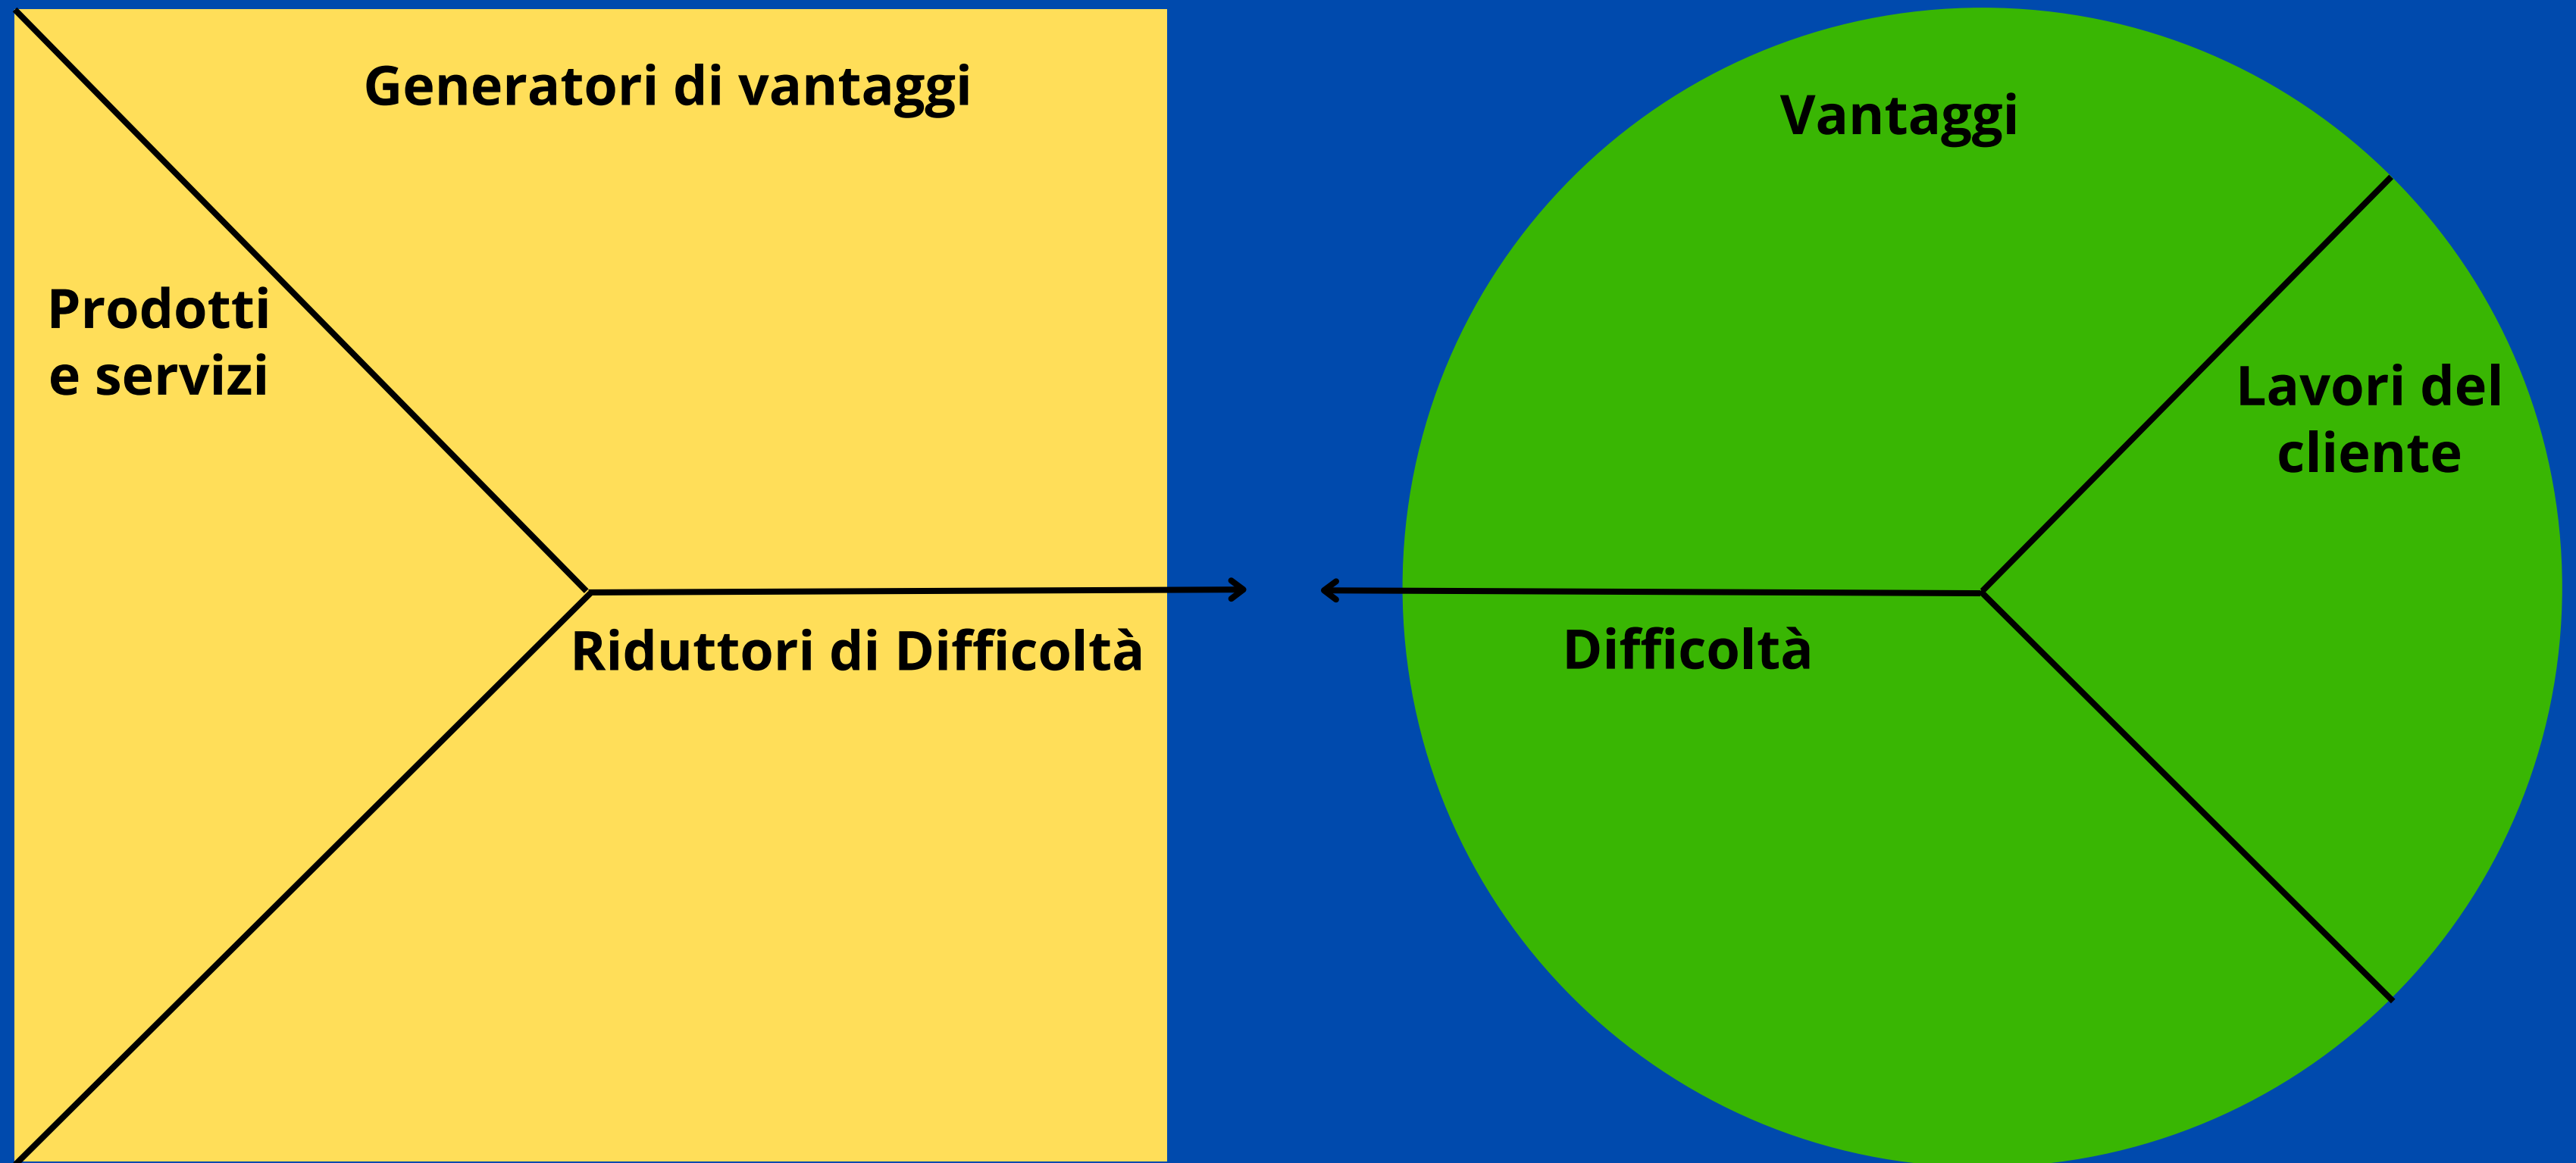 Generatori di vantaggi
Prodotti
e servizi
Riduttori di Difficoltà
Vantaggi
Lavori del
cliente
Difficoltà